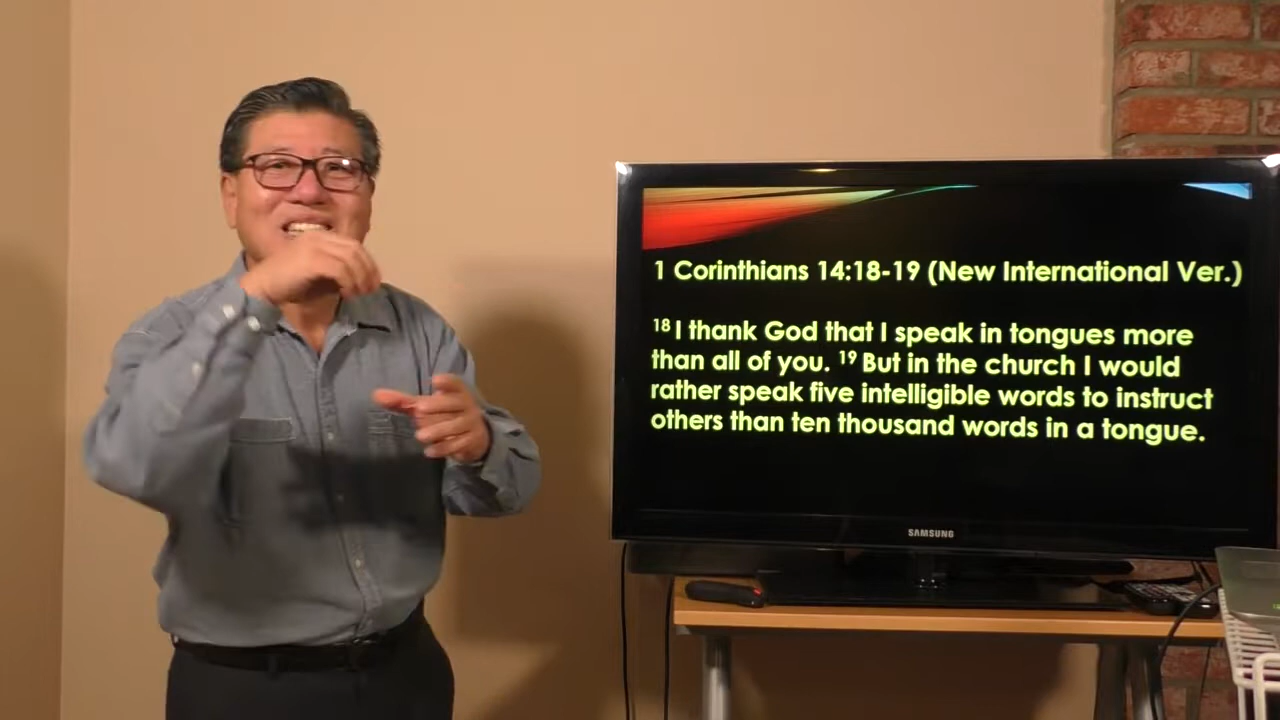 1 Corinthians 14:18-19 (New International Ver.)
18 I thank God that I speak in tongues more
than all of you. 19 But in the church I would
rather speak five intelligible words to instruct
others than ten thousand words in a tongue.
SAMSUNG